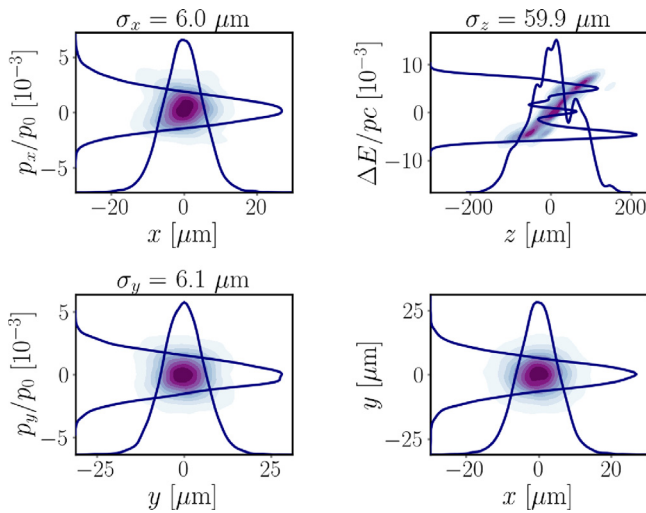 σx = 6.0 μm
5
0
−5
px/p0 [10−3]
−20 0 20
x [μm]
σz = 59.9 μm
10
0
−10
ΔE/pc [10−3]
−200 0 200
z [μm]
σy = 6.1 μm
5
0
−5
py/p0 [10−3]
−25 0 25
y [μm]
25
0
−25
y [μm]
−20 0 20
x [μm]